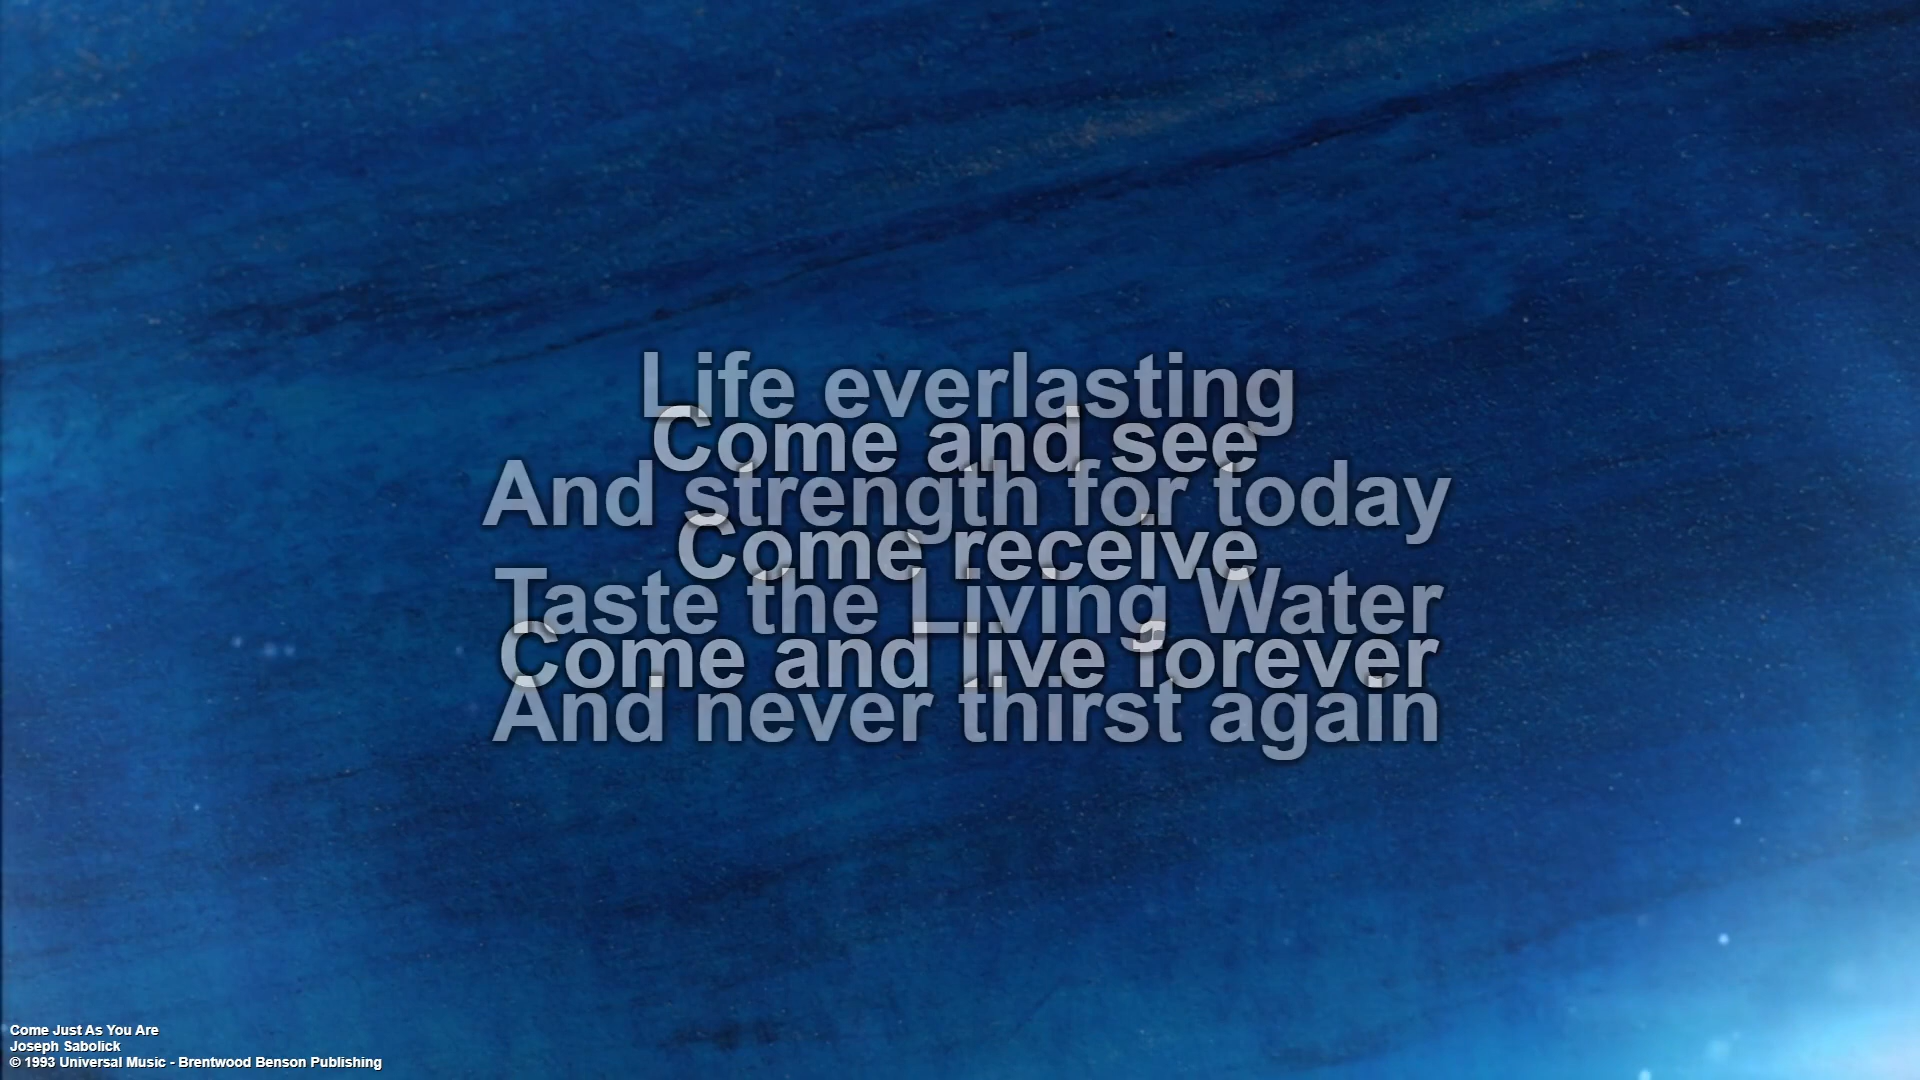 Life everlasting
Come and see
And strength for today
Come receive
Taste the Living Water
Come and live forever
And never thirst again
Come Just As You Are
Joseph Sabolick
© 1993 Universal Music - Brentwood Benson Publishing